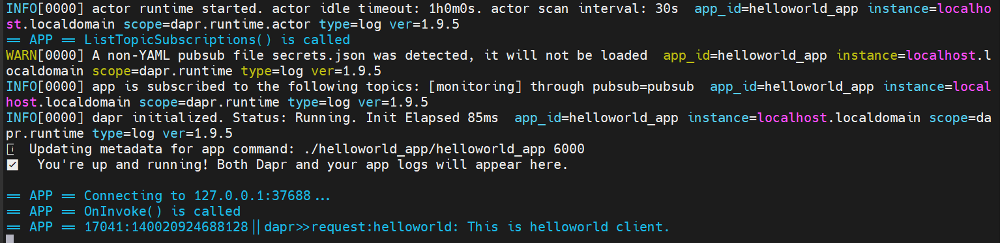 INFO[0000] actor runtime started. actor idle timeout: 1h0m0s. actor scan interval: 30s  app_id=helloworld_app instance=localho
st.localdomain scope=dapr.runtime.actor type=log ver=1.9.5
== APP == ListTopicSubscriptions() is called
WARN[0000] A non-YAML pubsub file secrets.json was detected, it will not be loaded  app_id=helloworld_app instance=localhost.l
ocaldomain scope=dapr.runtime type=log ver=1.9.5
INFO[0000] app is subscribed to the following topics: [monitoring] through pubsub=pubsub  app_id=helloworld_app instance=local
host.localdomain scope=dapr.runtime type=log ver=1.9.5
INFO[0000] dapr initialized. Status: Running. Init Elapsed 85ms  app_id=helloworld_app instance=localhost.localdomain scope=da
pr.runtime type=log ver=1.9.5
ℹ  Updating metadata for app command: ./helloworld_app/helloworld_app 6000
✅  You're up and running! Both Dapr and your app logs will appear here.
== APP == Connecting to 127.0.0.1:37688...
== APP == OnInvoke() is called
== APP == 17041:140020924688128||dapr>>request:helloworld: This is helloworld client.